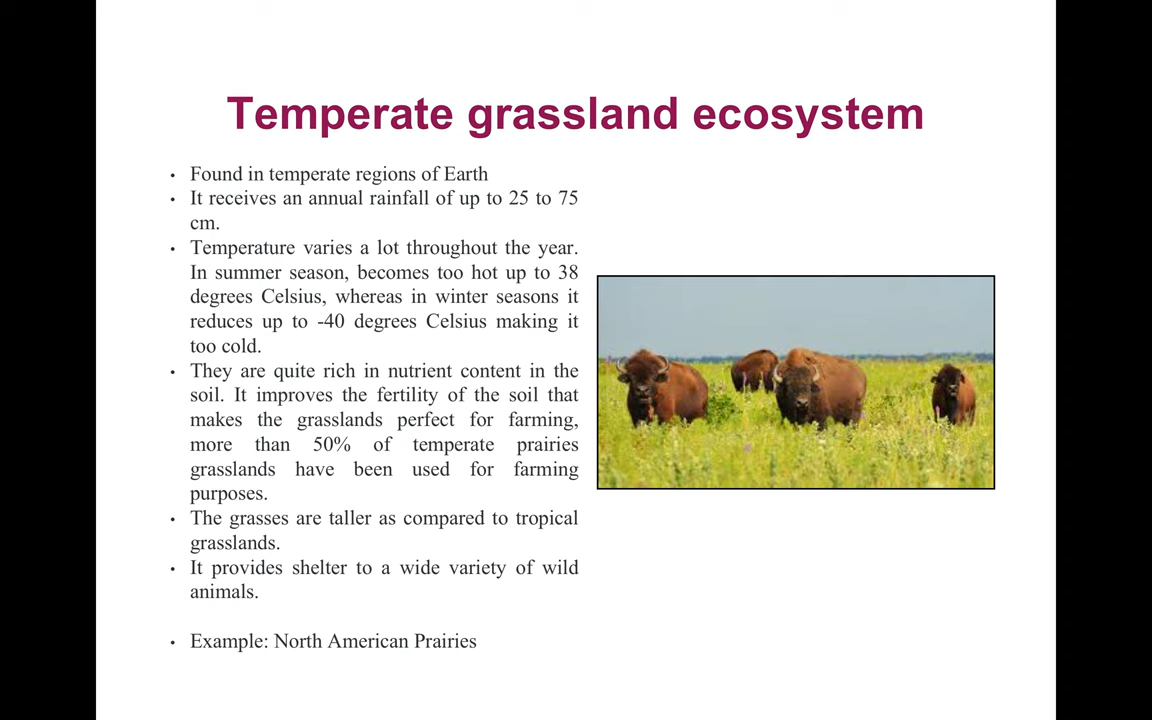 Temperate grassland ecosystem
• Found in temperate regions of Earth
• It receives an annual rainfall of up to 25 to 75
cm.
• Temperature varies a lot throughout the year.
In summer season, becomes too hot up to 38
degrees Celsius, whereas in winter seasons it
reduces up to -40 degrees Celsius making it
too cold.
• They are quite rich in nutrient content in the
soil. It improves the fertility of the soil that
makes the grasslands perfect for farming,
more than 50% of temperate prairies
grasslands have been used for farming
purposes.
• The grasses are taller as compared to tropical
grasslands.
• It provides shelter to a wide variety of wild
animals.
• Example: North American Prairies